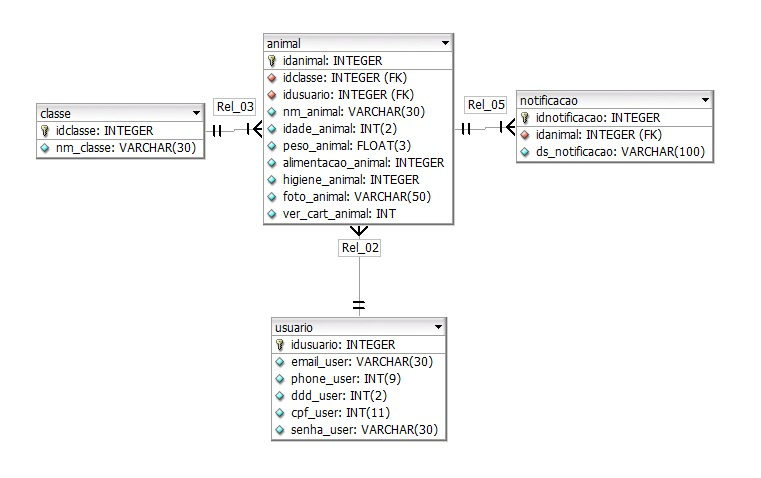 classe
idclasse: INTEGER
nm_classe: VARCHAR(30)
Rel_03
animal
idanimal: INTEGER
idclasse: INTEGER (FK)
idusuario: INTEGER (FK)
nm_animal: VARCHAR(30)
idade_animal: INT(2)
peso_animal: FLOAT(3)
alimentacao_animal: INTEGER
higiene_animal: INTEGER
foto_animal: VARCHAR(50)
ver_cart_animal: INT
Rel_05
notificacao
idnotificacao: INTEGER
idanimal: INTEGER (FK)
ds_notificacao: VARCHAR(100)
Rel_02
usuario
idusuario: INTEGER
email_user: VARCHAR(30)
phone_user: INT(9)
ddd_user: INT(2)
cpf_user: INT(11)
senha_user: VARCHAR(30)